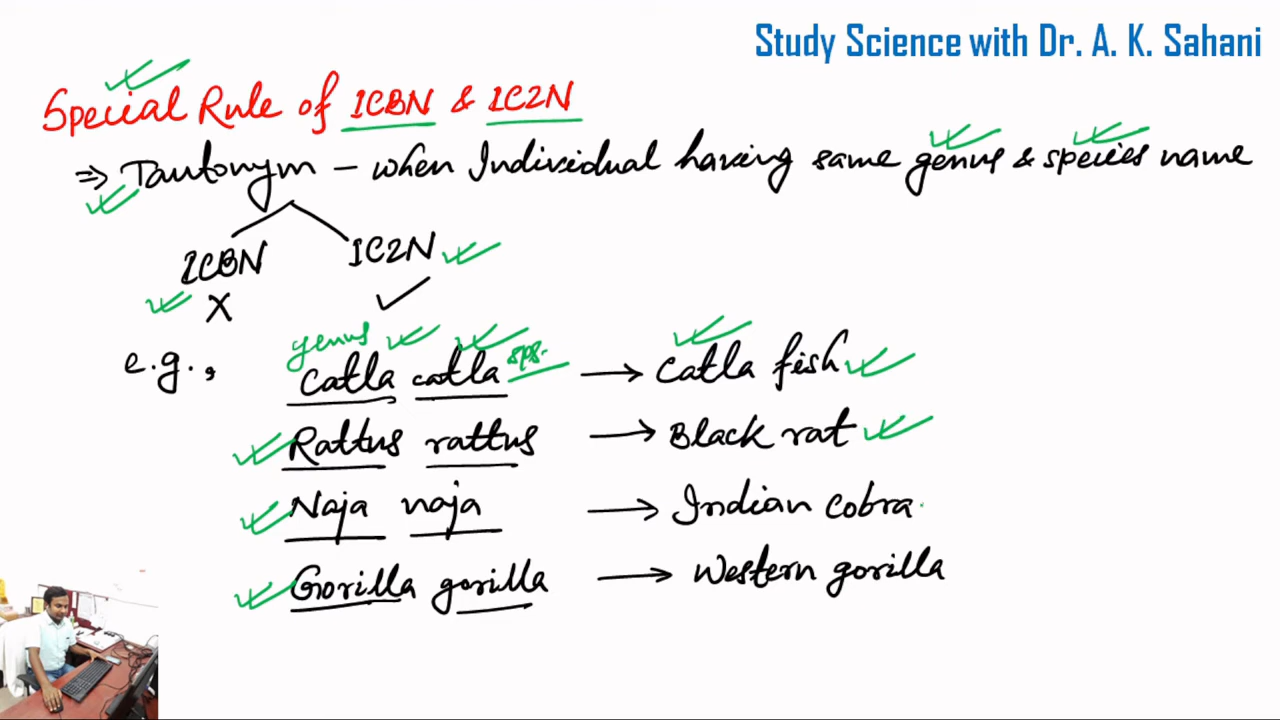 Study Science with Dr. A. K. Sahani
Special Rule of ICBN & ICZN
⇒ Tautonym – when Individual having same genus & species name
ICBN ICZN
X ✓
genus
e.g., Catla catla sps. → Catla fish
Rattus rattus → Black rat
Naja naja → Indian cobra
Gorilla gorilla → Western gorilla